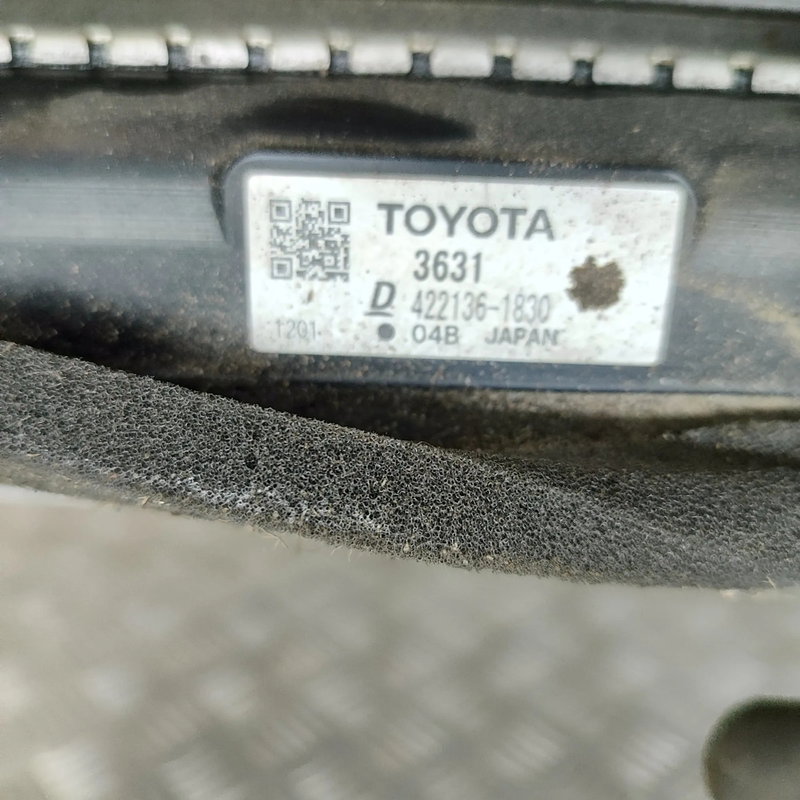 TOYOTA
3631
D 422136-1830
1201 ● 04B JAPAN